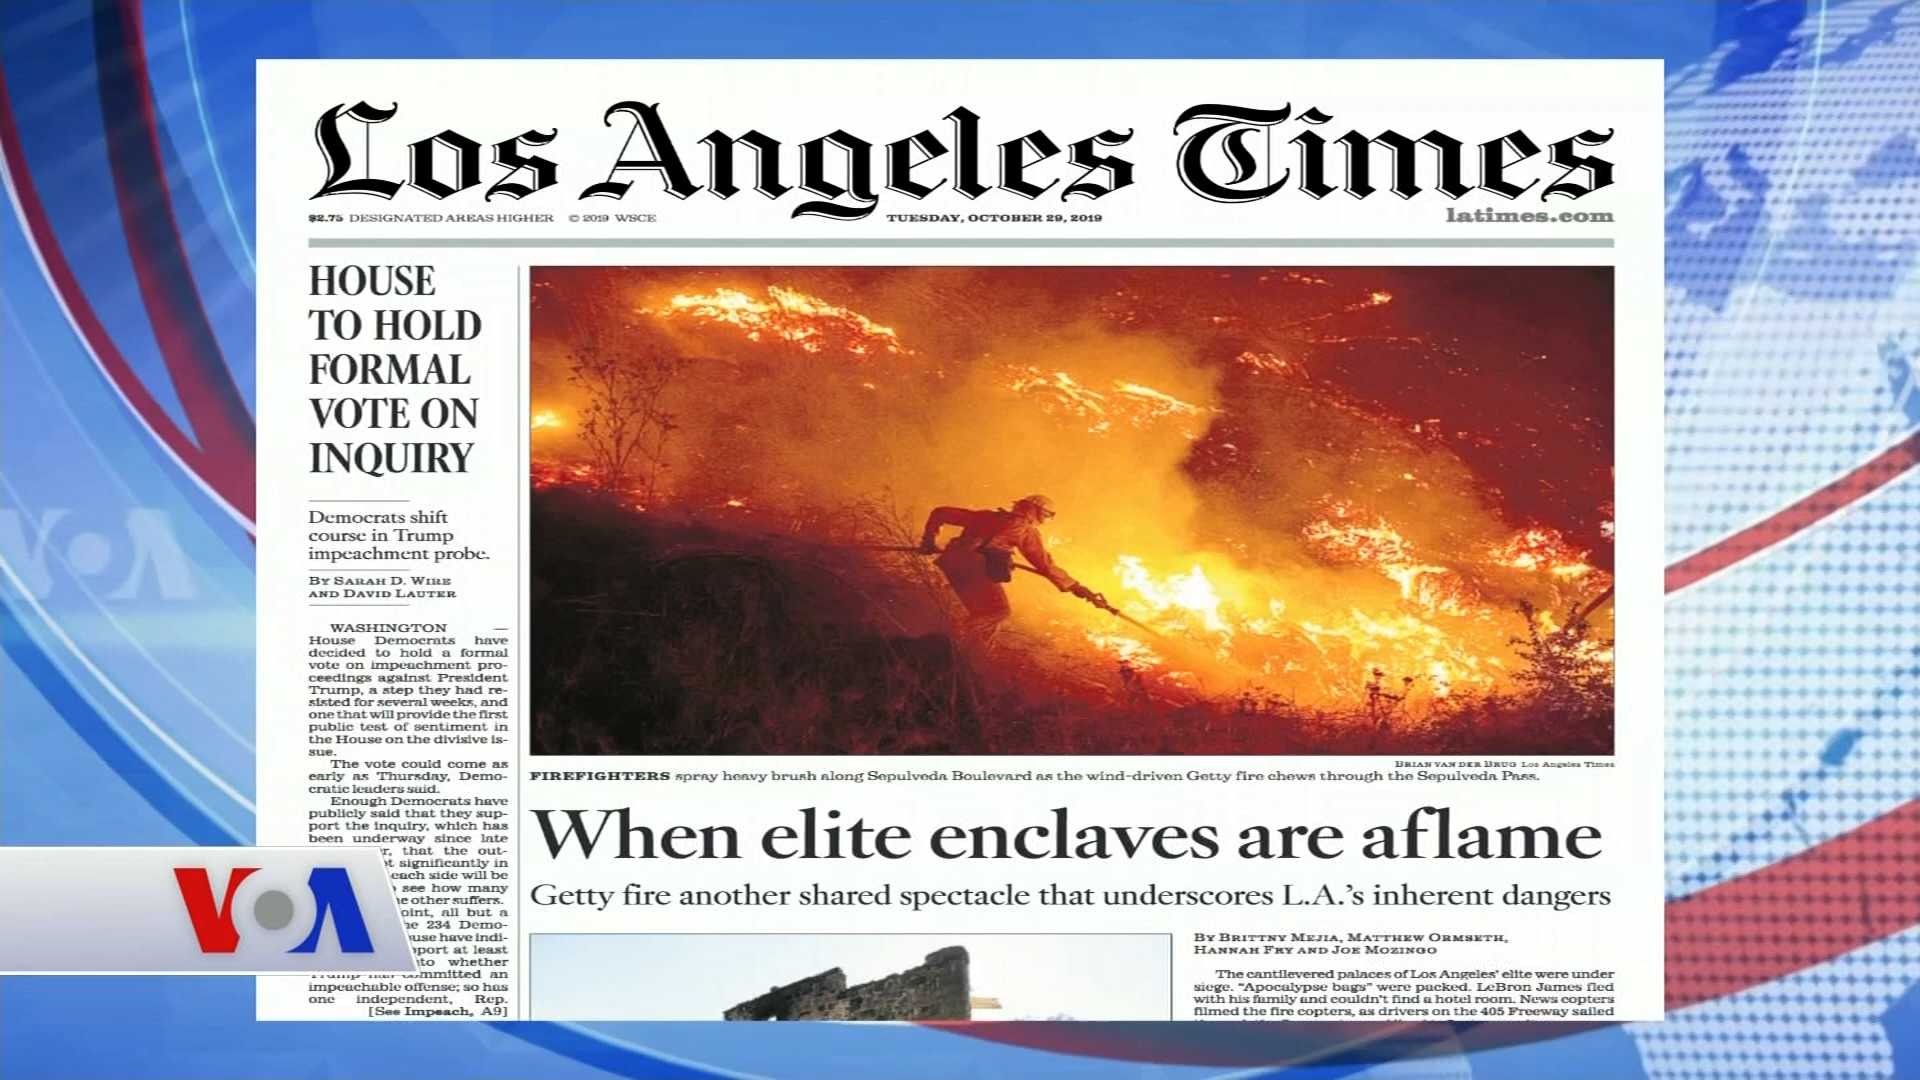 Los Angeles Times
$2.75 DESIGNATED AREAS HIGHER © 2019 WSCE
TUESDAY, OCTOBER 29, 2019
latimes.com
HOUSE
TO HOLD
FORMAL
VOTE ON
INQUIRY
Democrats shift
course in Trump
impeachment probe.
BY SARAH D. WIRE
AND DAVID LAUTER
WASHINGTON —
House Democrats have
decided to hold a formal
vote on impeachment pro-
ceedings against President
Trump, a step they had re-
sisted for several weeks, and
one that will provide the first
public test of sentiment in
the House on the divisive is-
sue.
The vote could come as
early as Thursday, Demo-
cratic leaders said.
Enough Democrats have
publicly said that they sup-
port the inquiry, which has
been underway since late
that the out-
significantly in
each side will be
see how many
other suffers.
all but a
234 Demo-
have indi-
at least
whether
committed an
impeachable offense; so has
one independent, Rep.
[See Impeach, A9]
BRIAN VAN DER BRUG Los Angeles Times
FIREFIGHTERS spray heavy brush along Sepulveda Boulevard as the wind-driven Getty fire chews through the Sepulveda Pass.
When elite enclaves are aflame
Getty fire another shared spectacle that underscores L.A.'s inherent dangers
BY BRITTNY MEJIA, MATTHEW ORMSETH,
HANNAH FRY AND JOE MOZINGO
The cantilevered palaces of Los Angeles' elite were under
siege. "Apocalypse bags" were packed. LeBron James fled
with his family and couldn't find a hotel room. News copters
filmed the fire copters, as drivers on the 405 Freeway sailed
VOA
VOA